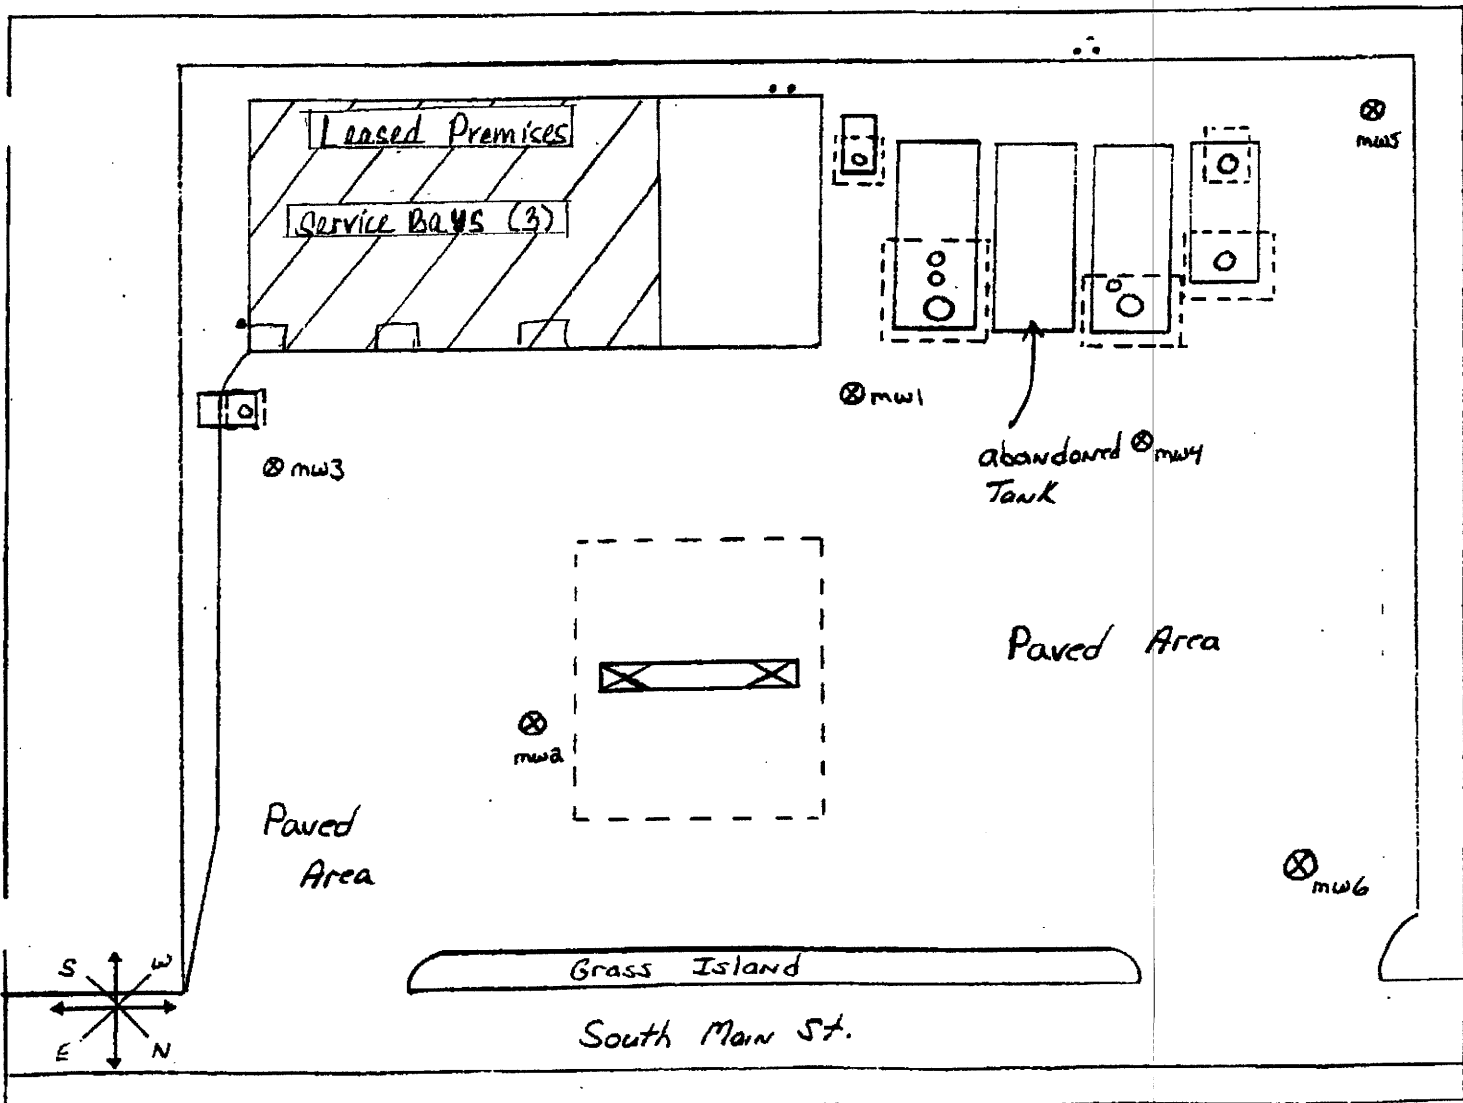 Leased Premises
Service Bays (3)
mw5
mw1
abandoned
Tank
mw4
mw3
Paved Area
mw2
Paved
Area
mw6
Grass Island
South Main St.
S W
E N